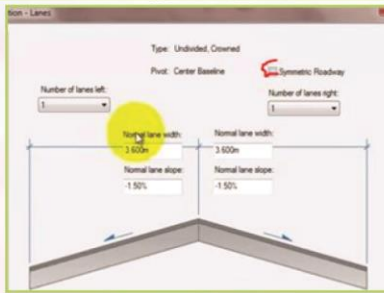 tion - Lanes
Type: Undivided, Crowned
Pivot: Center Baseline
Symmetric Roadway
Number of lanes left:
1
Number of lanes right:
1
Normal lane width:
3.600m
Normal lane width:
3.600m
Normal lane slope:
-1.50%
Normal lane slope:
-1.50%